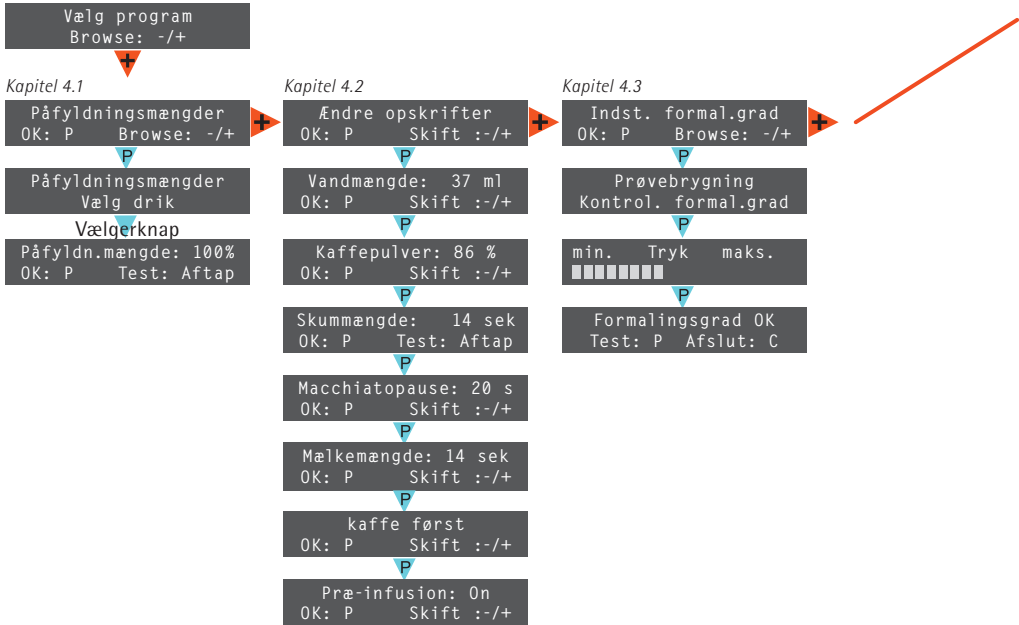 Vælg program
Browse: -/+
+
Kapitel 4.1
Påfyldningsmængder
OK: P Browse: -/+
+
P
Påfyldningsmængder
Vælg drik
Vælgerknap
Påfyldn.mængde: 100%
OK: P Test: Aftap
Kapitel 4.2
Ændre opskrifter
OK: P Skift :-/+
+
P
Vandmængde: 37 ml
OK: P Skift :-/+
P
Kaffepulver: 86 %
OK: P Skift :-/+
P
Skummængde: 14 sek
OK: P Test: Aftap
P
Macchiatopause: 20 s
OK: P Skift :-/+
P
Mælkemængde: 14 sek
OK: P Skift :-/+
P
kaffe først
OK: P Skift :-/+
P
Præ-infusion: On
OK: P Skift :-/+
Kapitel 4.3
Indst. formal.grad
OK: P Browse: -/+
+
P
Prøvebrygning
Kontrol. formal.grad
P
min. Tryk maks.
P
Formalingsgrad OK
Test: P Afslut: C